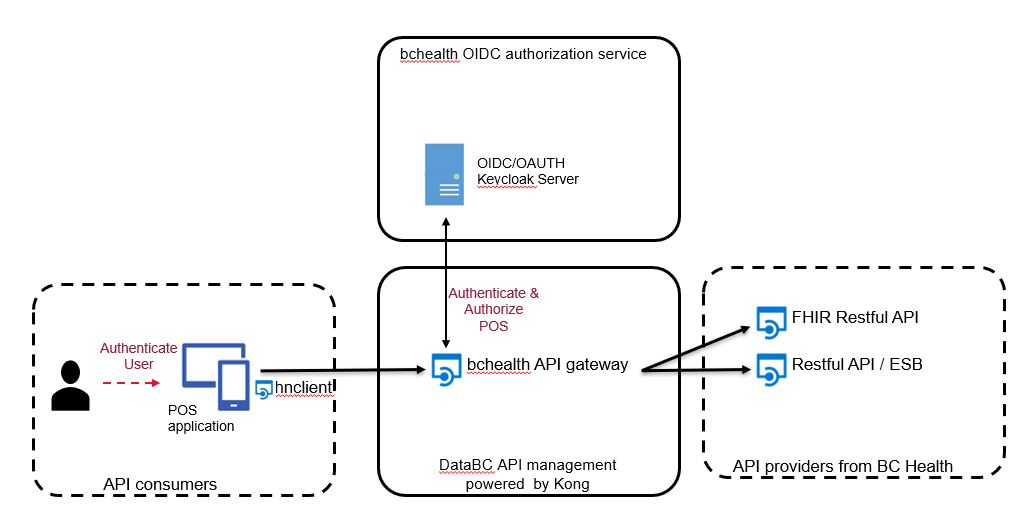 bchealth OIDC authorization service
OIDC/OAUTH
Keycloak Server
Authenticate &
Authorize
POS
Authenticate
User
POS
application
hnclient
API consumers
bchealth API gateway
DataBC API management
powered by Kong
FHIR Restful API
Restful API / ESB
API providers from BC Health